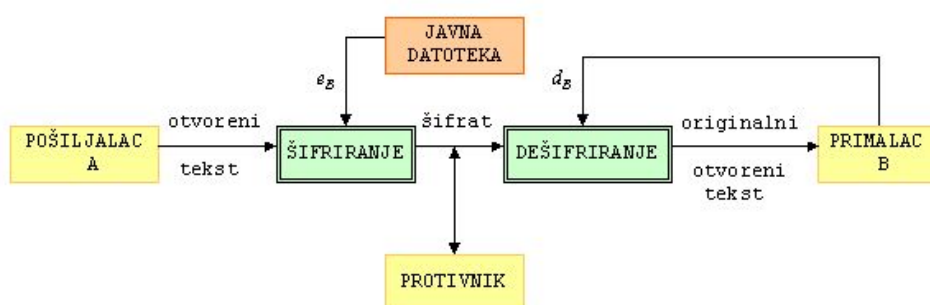 JAVNA
DATOTEKA
e_B
d_B
otvoreni
tekst
šifrat
originalni
otvoreni
tekst
POŠILJALAC
A
ŠIFRIRANJE
DEŠIFRIRANJE
PRIMALAC
B
PROTIVNIK